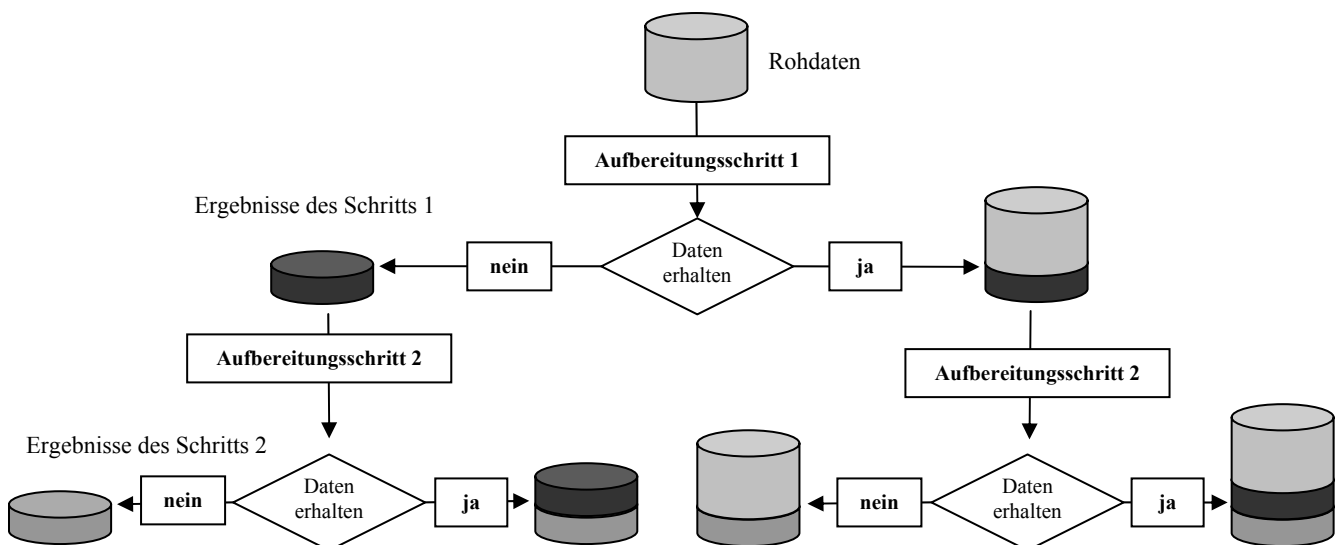 Rohdaten
Aufbereitungsschritt 1
Ergebnisse des Schritts 1
Daten
erhalten
nein
ja
Aufbereitungsschritt 2
Aufbereitungsschritt 2
Ergebnisse des Schritts 2
nein
Daten
erhalten
ja
nein
Daten
erhalten
ja